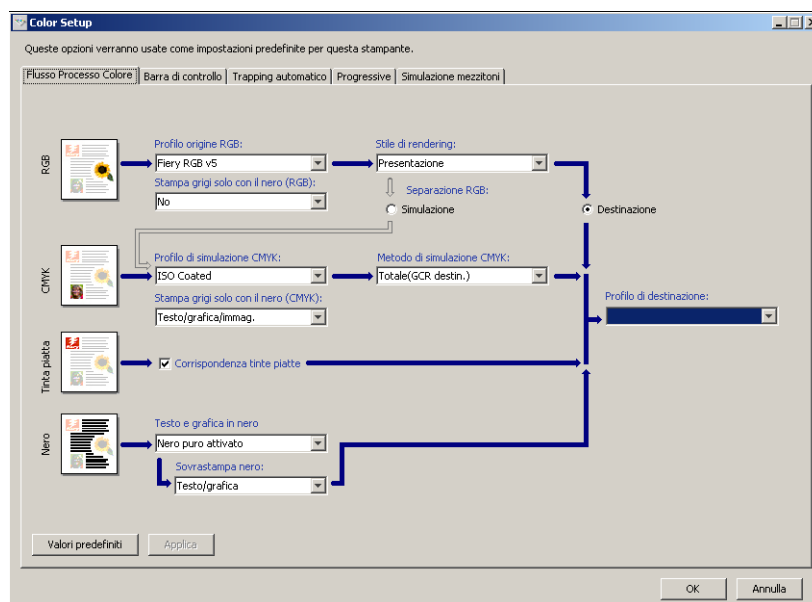 Color Setup
Queste opzioni verranno usate come impostazioni predefinite per questa stampante.
Flusso Processo Colore
Barra di controllo
Trapping automatico
Progressive
Simulazione mezzitoni
RGB
Profilo origine RGB:
Fiery RGB v5
Stile di rendering:
Presentazione
Stampa grigi solo con il nero (RGB):
No
Separazione RGB:
Simulazione
Destinazione
CMYK
Profilo di simulazione CMYK:
ISO Coated
Metodo di simulazione CMYK:
Totale(GCR destin.)
Stampa grigi solo con il nero (CMYK):
Testo/grafica/immag.
Profilo di destinazione:
Tinta piatta
Corrispondenza tinte piatte
Nero
Testo e grafica in nero
Nero puro attivato
Sovrastampa nero:
Testo/grafica
Valori predefiniti
Applica
OK
Annulla